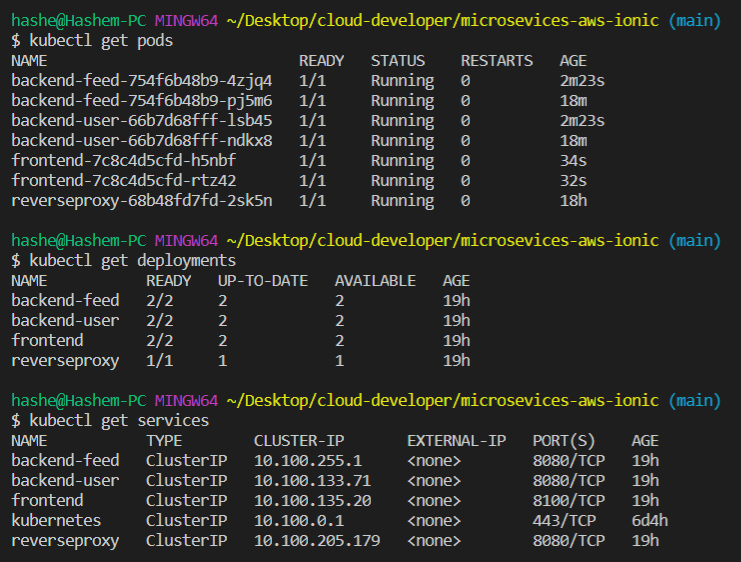 hashe@Hashem-PC MINGW64 ~/Desktop/cloud-developer/microsevices-aws-ionic (main)
$ kubectl get pods
NAME READY STATUS RESTARTS AGE
backend-feed-754f6b48b9-4zjq4 1/1 Running 0 2m23s
backend-feed-754f6b48b9-pj5m6 1/1 Running 0 18m
backend-user-66b7d68fff-lsb45 1/1 Running 0 2m23s
backend-user-66b7d68fff-ndkx8 1/1 Running 0 18m
frontend-7c8c4d5cfd-h5nbf 1/1 Running 0 34s
frontend-7c8c4d5cfd-rtz42 1/1 Running 0 32s
reverseproxy-68b48fd7fd-2sk5n 1/1 Running 0 18h
hashe@Hashem-PC MINGW64 ~/Desktop/cloud-developer/microsevices-aws-ionic (main)
$ kubectl get deployments
NAME READY UP-TO-DATE AVAILABLE AGE
backend-feed 2/2 2 2 19h
backend-user 2/2 2 2 19h
frontend 2/2 2 2 19h
reverseproxy 1/1 1 1 19h
hashe@Hashem-PC MINGW64 ~/Desktop/cloud-developer/microsevices-aws-ionic (main)
$ kubectl get services
NAME TYPE CLUSTER-IP EXTERNAL-IP PORT(S) AGE
backend-feed ClusterIP 10.100.255.1 <none> 8080/TCP 19h
backend-user ClusterIP 10.100.133.71 <none> 8080/TCP 19h
frontend ClusterIP 10.100.135.20 <none> 8100/TCP 19h
kubernetes ClusterIP 10.100.0.1 <none> 443/TCP 6d4h
reverseproxy ClusterIP 10.100.205.179 <none> 8080/TCP 19h